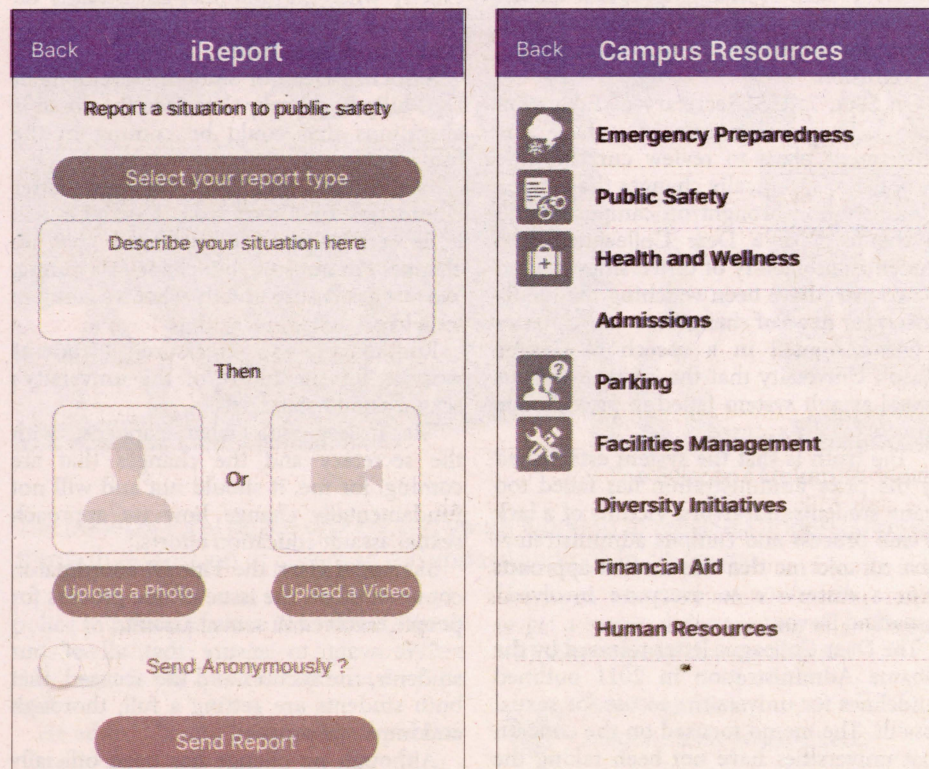 Back iReport
Report a situation to public safety
Select your report type
Describe your situation here
Then
Or
Upload a Photo Upload a Video
Send Anonymously ?
Send Report
Back Campus Resources
Emergency Preparedness
Public Safety
Health and Wellness
Admissions
Parking
Facilities Management
Diversity Initiatives
Financial Aid
Human Resources